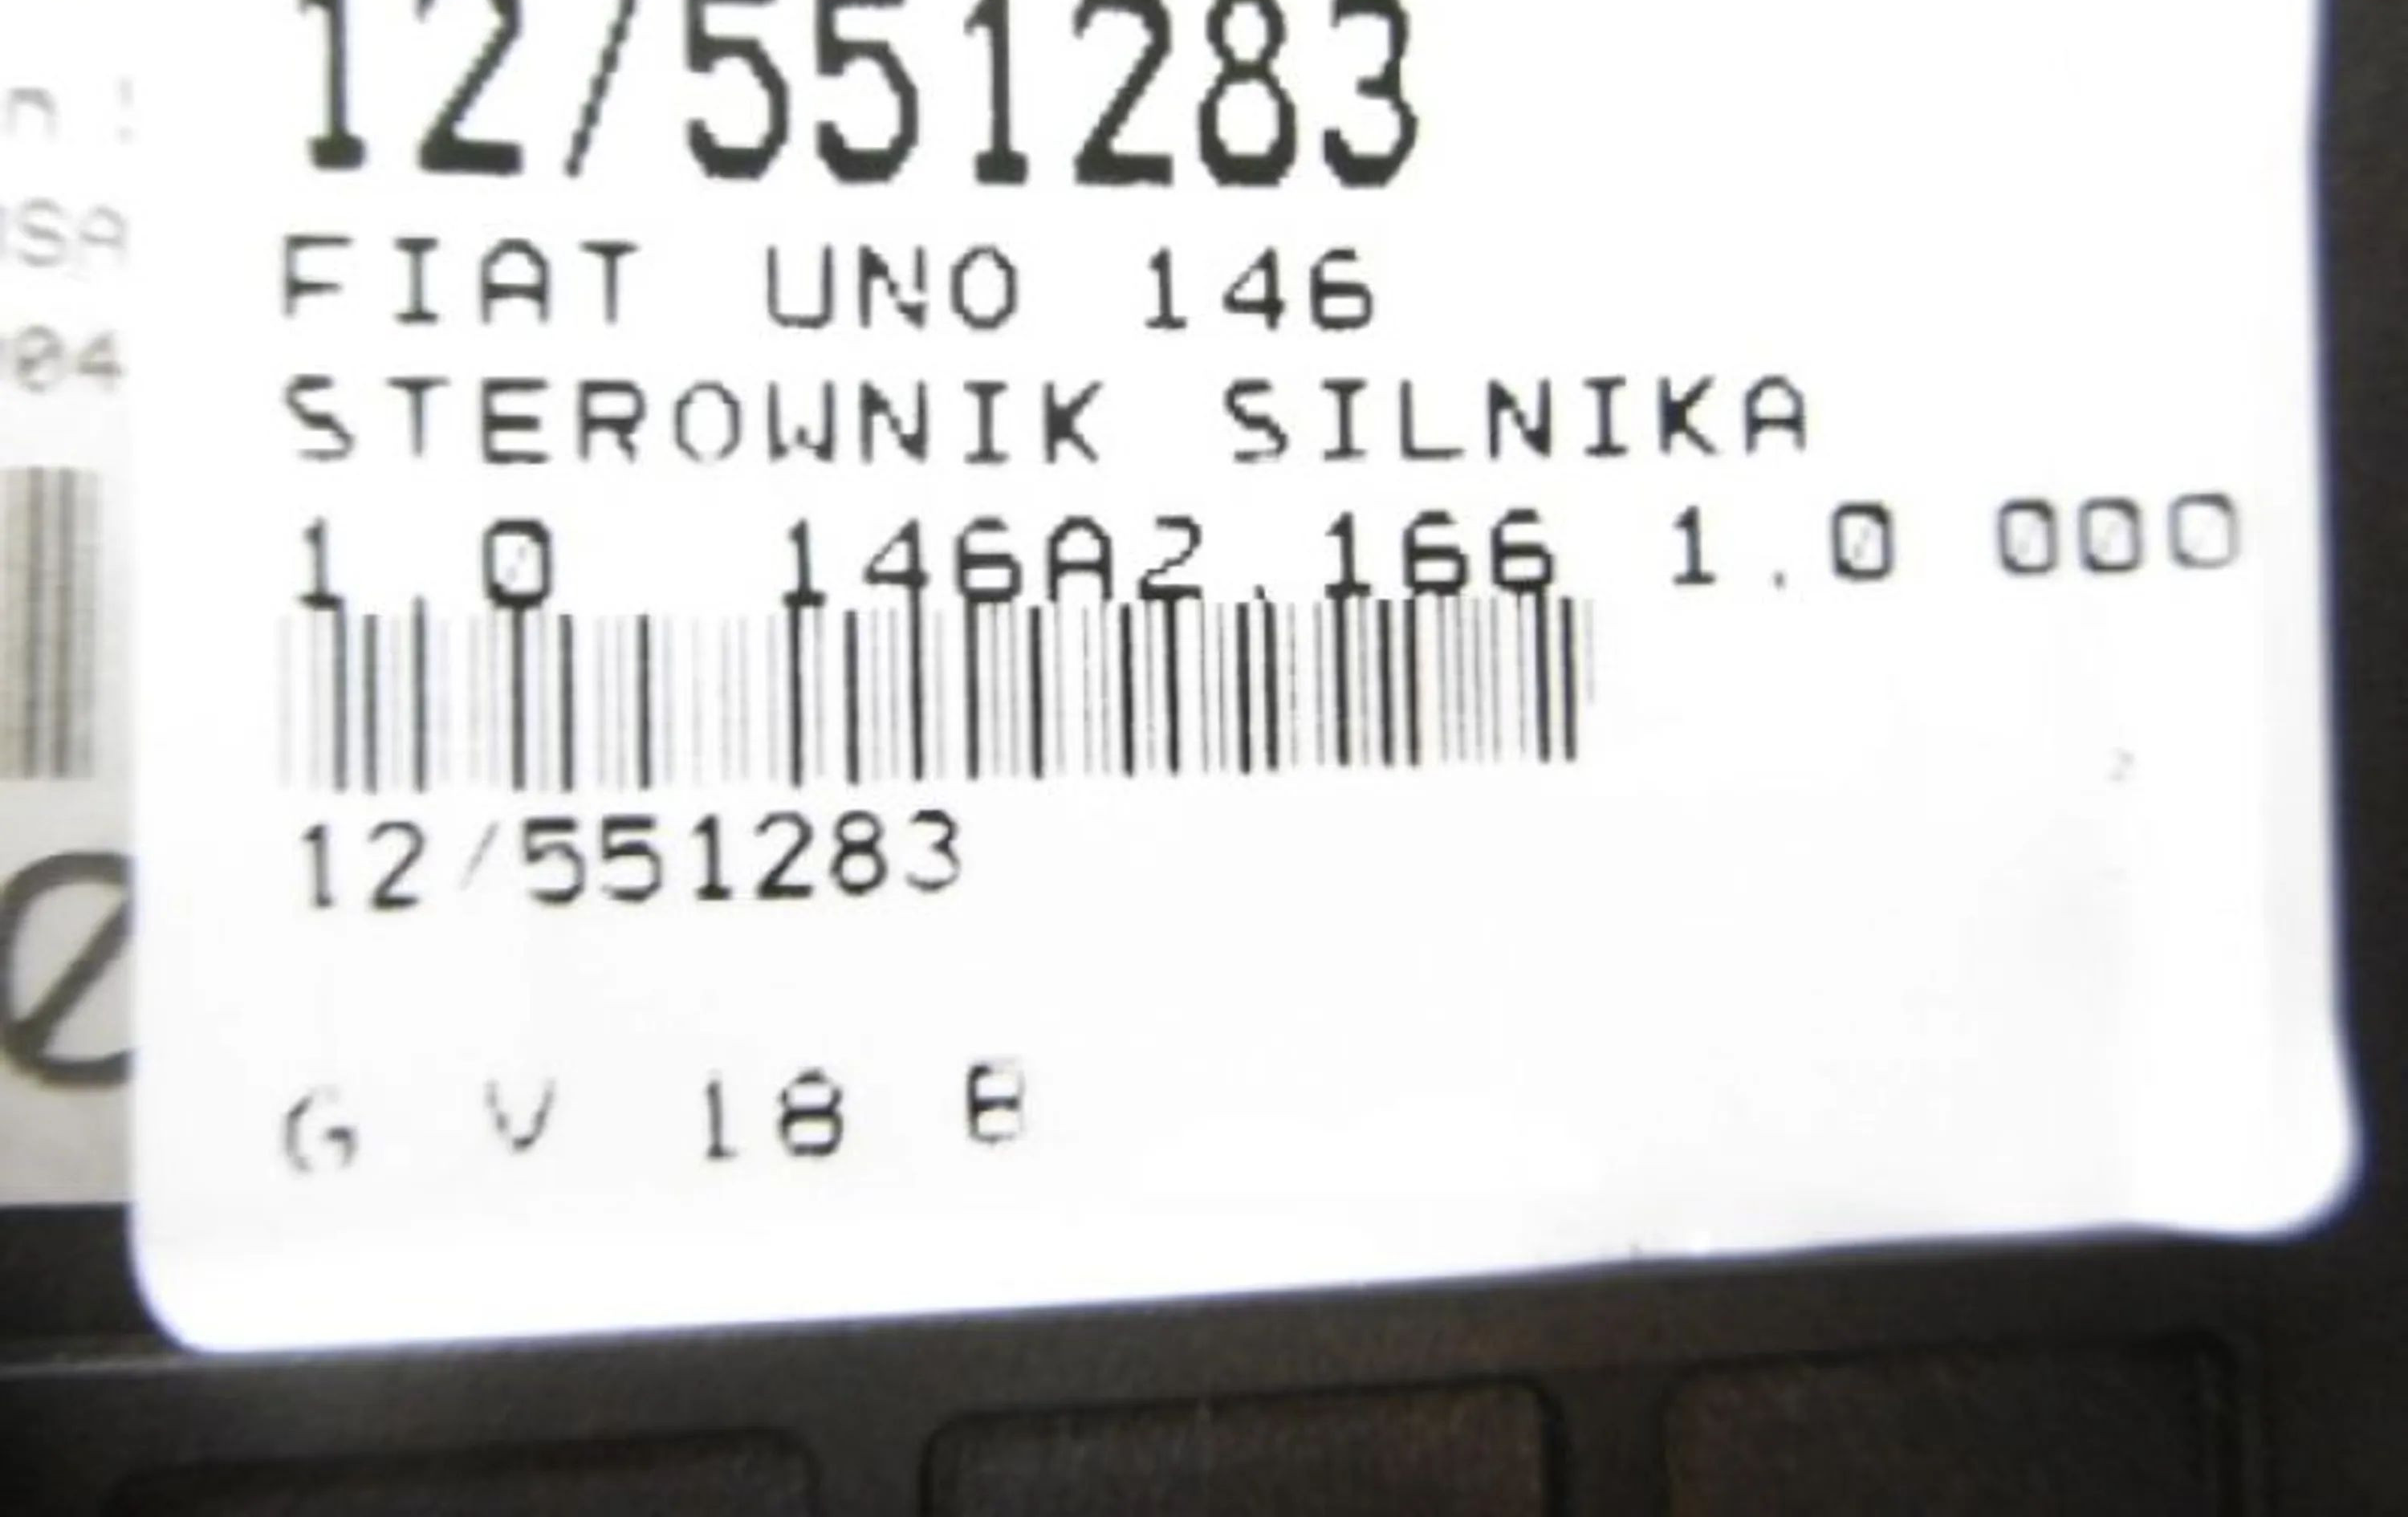 12/551283
FIAT UNO 146
STEROWNIK SILNIKA
1.0 146A2.166 1.0 000
12/551283
G V 18 B